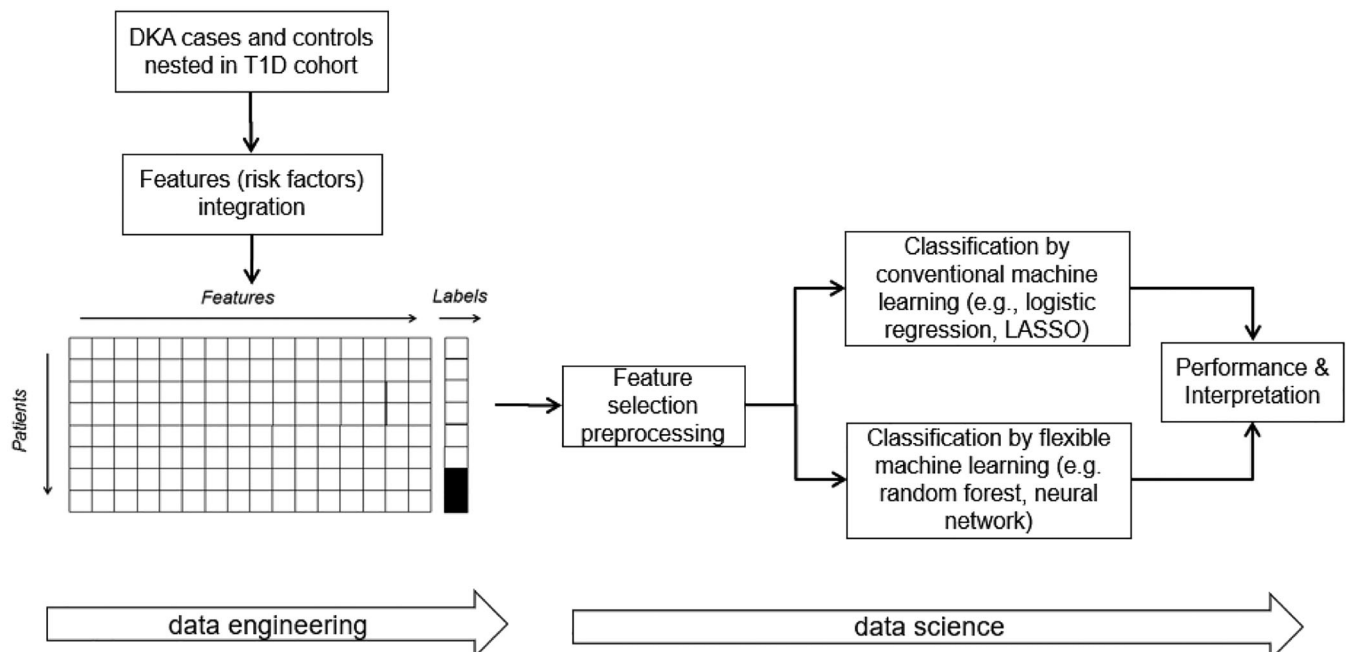 DKA cases and controls
nested in T1D cohort
Features (risk factors)
integration
Features
Labels
Patients
Feature
selection
preprocessing
Classification by
conventional machine
learning (e.g., logistic
regression, LASSO)
Classification by flexible
machine learning (e.g.
random forest, neural
network)
Performance &
Interpretation
data engineering
data science